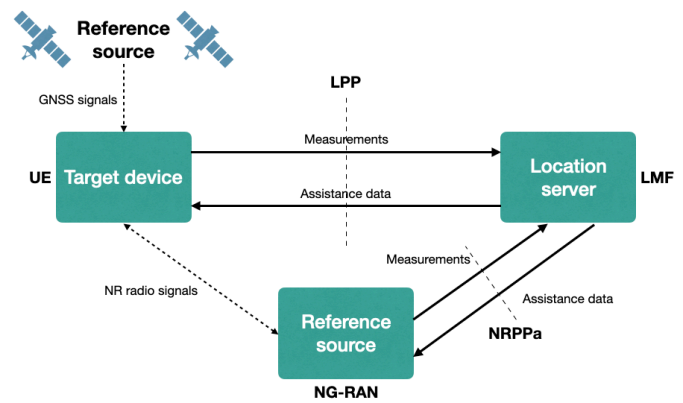 Reference
source
GNSS signals
LPP
Measurements
UE
Target device
Location
server
LMF
Assistance data
Measurements
NR radio signals
Assistance data
Reference
source
NRPPa
NG-RAN